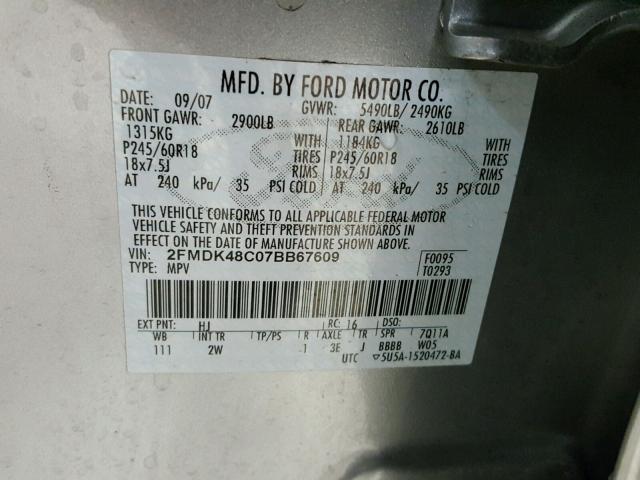 MFD. BY FORD MOTOR CO.
DATE: 09/07 GVWR: 5490LB/ 2490KG
FRONT GAWR: 2900LB REAR GAWR: 2610LB
1315KG WITH 1184KG WITH
P245/60R18 TIRES P245/60R18 TIRES
18x7.5J RIMS 18x7.5J RIMS
AT 240 kPa/ 35 PSI COLD AT 240 kPa/ 35 PSI COLD
THIS VEHICLE CONFORMS TO ALL APPLICABLE FEDERAL MOTOR
VEHICLE SAFETY AND THEFT PREVENTION STANDARDS IN
EFFECT ON THE DATE OF MANUFACTURE SHOWN ABOVE.
VIN: 2FMDK48C07BB67609 F0095
TYPE: MPV T0293
EXT PNT: HJ RC: 16 7Q11A
WB INT TR TP/PS R AXLE TR SPR W05
111 2W 1 3E J BBBB
UTC ▽5U5A-1520472-BA